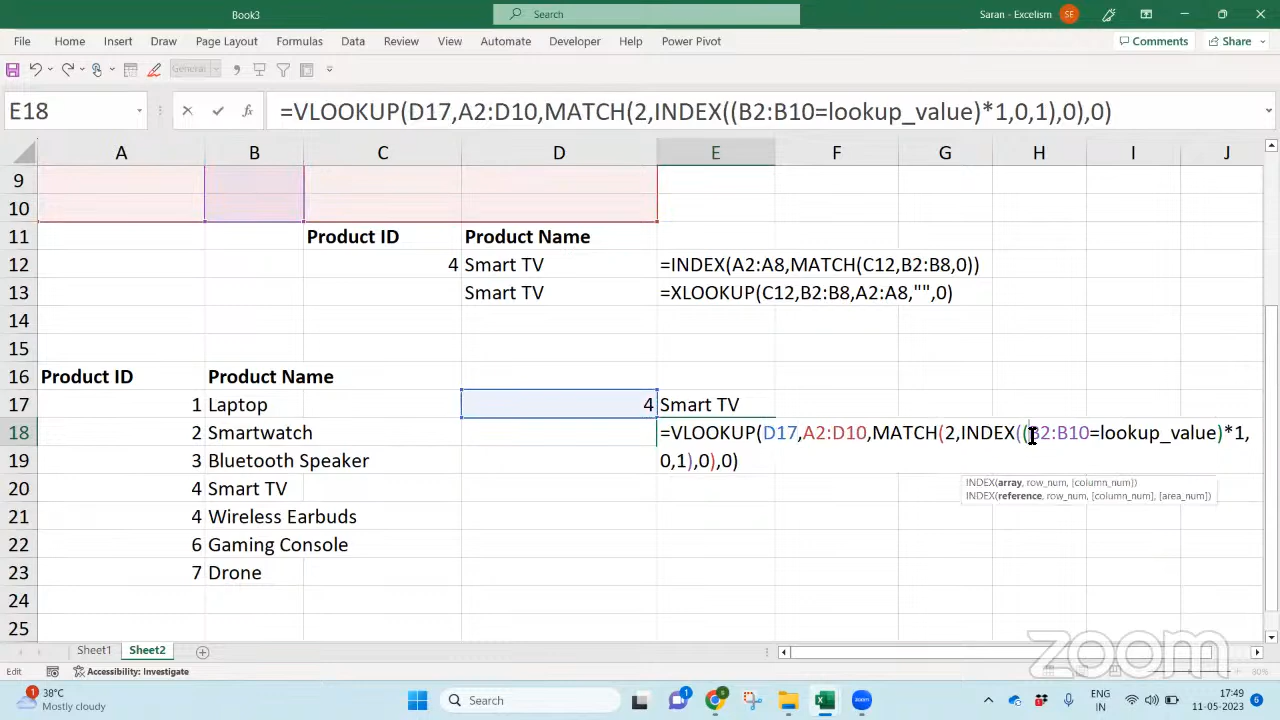 Book3
Search
Saran - Excelism
SE
File Home Insert Draw Page Layout Formulas Data Review View Automate Developer Help Power Pivot
Comments Share
General
E18 fx =VLOOKUP(D17,A2:D10,MATCH(2,INDEX((B2:B10=lookup_value)*1,0,1),0),0)
A B C D E F G H I J
9
10
11 Product ID Product Name
12 4 Smart TV =INDEX(A2:A8,MATCH(C12,B2:B8,0))
13 Smart TV =XLOOKUP(C12,B2:B8,A2:A8,"",0)
14
15
16 Product ID Product Name
17 1 Laptop 4 Smart TV
18 2 Smartwatch =VLOOKUP(D17,A2:D10,MATCH(2,INDEX((B2:B10=lookup_value)*1,
19 3 Bluetooth Speaker 0,1),0),0)
INDEX(array, row_num, [column_num])
20 4 Smart TV INDEX(reference, row_num, [column_num], [area_num])
21 4 Wireless Earbuds
22 6 Gaming Console
23 7 Drone
24
25
zoom
Sheet1 Sheet2
Edit Accessibility: Investigate 80%
1 38°C
Mostly cloudy
Search
1
ENG
IN
17:49
11-05-2023
6